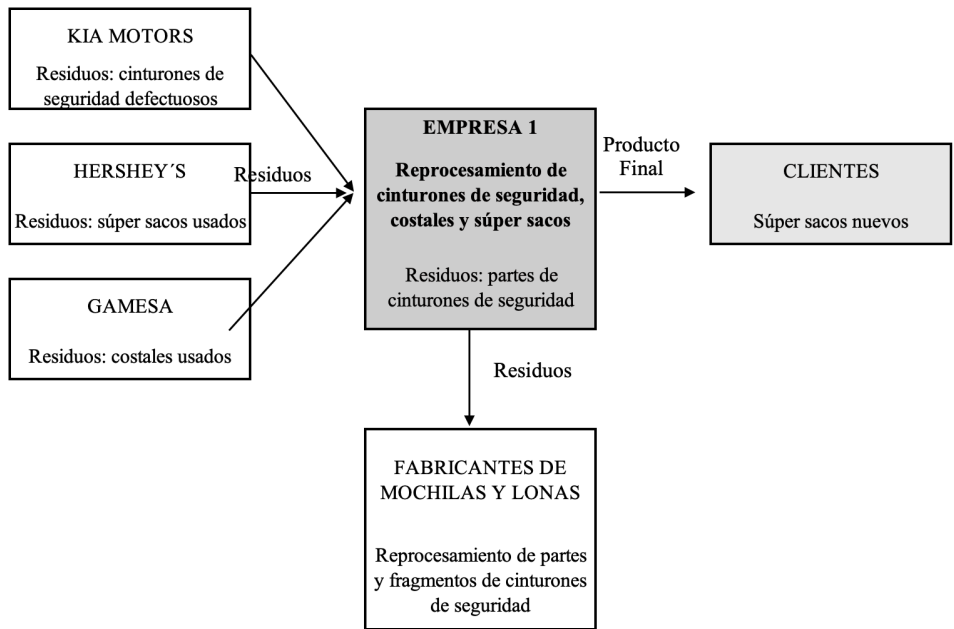 KIA MOTORS
Residuos: cinturones de
seguridad defectuosos
HERSHEY´S
Residuos: súper sacos usados
GAMESA
Residuos: costales usados
Residuos
EMPRESA 1
Reprocesamiento de
cinturones de seguridad,
costales y súper sacos
Residuos: partes de
cinturones de seguridad
Producto
Final
CLIENTES
Súper sacos nuevos
Residuos
FABRICANTES DE
MOCHILAS Y LONAS
Reprocesamiento de partes
y fragmentos de cinturones
de seguridad